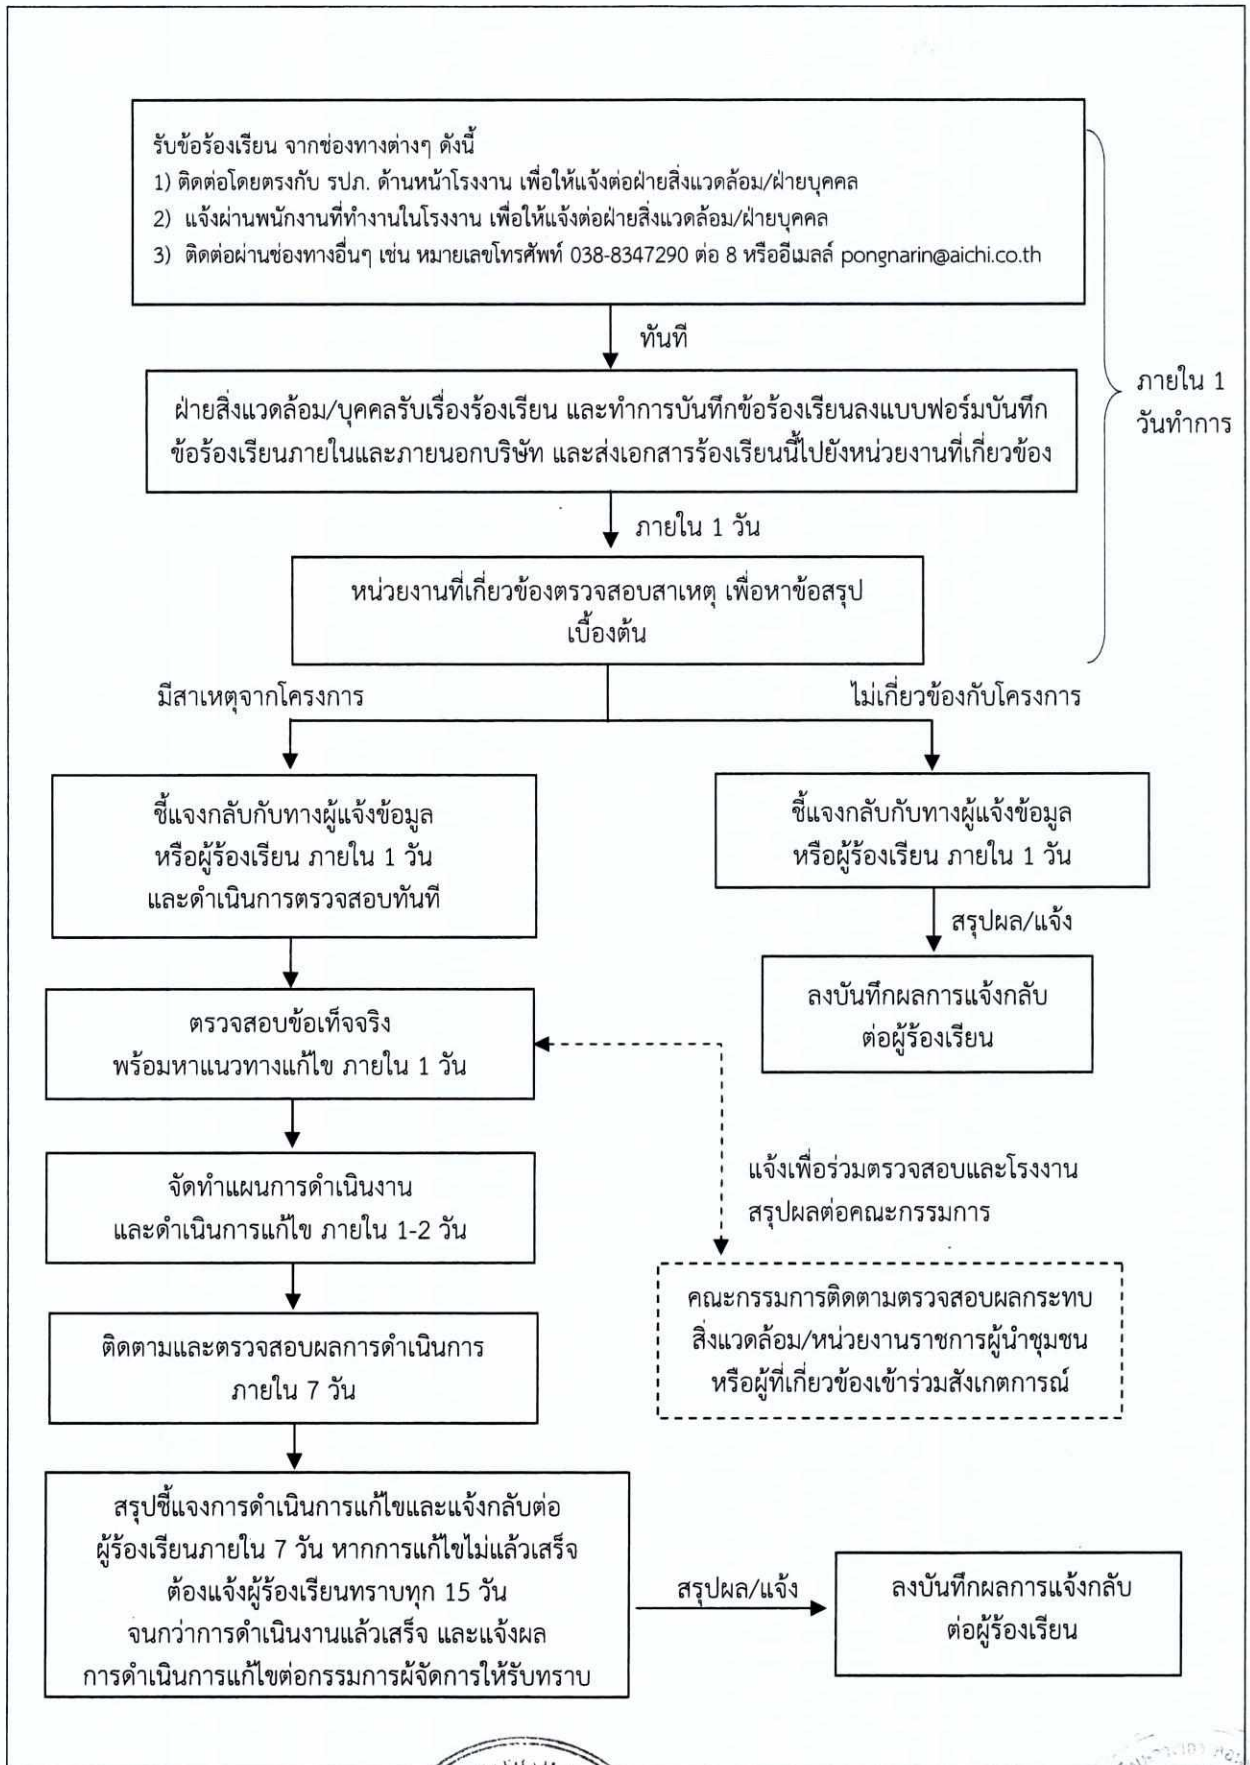 รับข้อร้องเรียน จากช่องทางต่างๆ ดังนี้
1) ติดต่อโดยตรงกับ รปภ. ด้านหน้าโรงงาน เพื่อให้แจ้งต่อฝ่ายสิ่งแวดล้อม/ฝ่ายบุคคล
2) แจ้งผ่านพนักงานที่ทำงานในโรงงาน เพื่อให้แจ้งต่อฝ่ายสิ่งแวดล้อม/ฝ่ายบุคคล
3) ติดต่อผ่านช่องทางอื่นๆ เช่น หมายเลขโทรศัพท์ 038-8347290 ต่อ 8 หรืออีเมลล์ pongnarin@aichi.co.th
ทันที
ภายใน 1
วันทำการ
ฝ่ายสิ่งแวดล้อม/บุคคลรับเรื่องร้องเรียน และทำการบันทึกข้อร้องเรียนลงแบบฟอร์มบันทึก
ข้อร้องเรียนภายในและภายนอกบริษัท และส่งเอกสารร้องเรียนนี้ไปยังหน่วยงานที่เกี่ยวข้อง
ภายใน 1 วัน
หน่วยงานที่เกี่ยวข้องตรวจสอบสาเหตุ เพื่อหาข้อสรุป
เบื้องต้น
มีสาเหตุจากโครงการ
ไม่เกี่ยวข้องกับโครงการ
ชี้แจงกลับกับทางผู้แจ้งข้อมูล
หรือผู้ร้องเรียน ภายใน 1 วัน
และดำเนินการตรวจสอบทันที
ชี้แจงกลับกับทางผู้แจ้งข้อมูล
หรือผู้ร้องเรียน ภายใน 1 วัน
สรุปผล/แจ้ง
ลงบันทึกผลการแจ้งกลับ
ต่อผู้ร้องเรียน
ตรวจสอบข้อเท็จจริง
พร้อมหาแนวทางแก้ไข ภายใน 1 วัน
แจ้งเพื่อร่วมตรวจสอบและโรงงาน
สรุปผลต่อคณะกรรมการ
จัดทำแผนการดำเนินงาน
และดำเนินการแก้ไข ภายใน 1-2 วัน
คณะกรรมการติดตามตรวจสอบผลกระทบ
สิ่งแวดล้อม/หน่วยงานราชการผู้นำชุมชน
หรือผู้ที่เกี่ยวข้องเข้าร่วมสังเกตการณ์
ติดตามและตรวจสอบผลการดำเนินการ
ภายใน 7 วัน
สรุปชี้แจงการดำเนินการแก้ไขและแจ้งกลับต่อ
ผู้ร้องเรียนภายใน 7 วัน หากการแก้ไขไม่แล้วเสร็จ
ต้องแจ้งผู้ร้องเรียนทราบทุก 15 วัน
จนกว่าการดำเนินงานแล้วเสร็จ และแจ้งผล
การดำเนินการแก้ไขต่อกรรมการผู้จัดการให้รับทราบ
สรุปผล/แจ้ง
ลงบันทึกผลการแจ้งกลับ
ต่อผู้ร้องเรียน